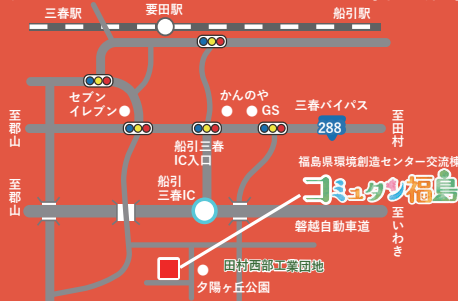 三春駅
要田駅
船引駅
セブン
イレブン
かんのや
GS
三春バイパス
288
至郡山
至田村
船引三春
IC入口
福島県環境創造センター交流棟
コミュタン福島
至郡山
船引
三春IC
磐越自動車道
至いわき
田村西部工業団地
夕陽ヶ丘公園